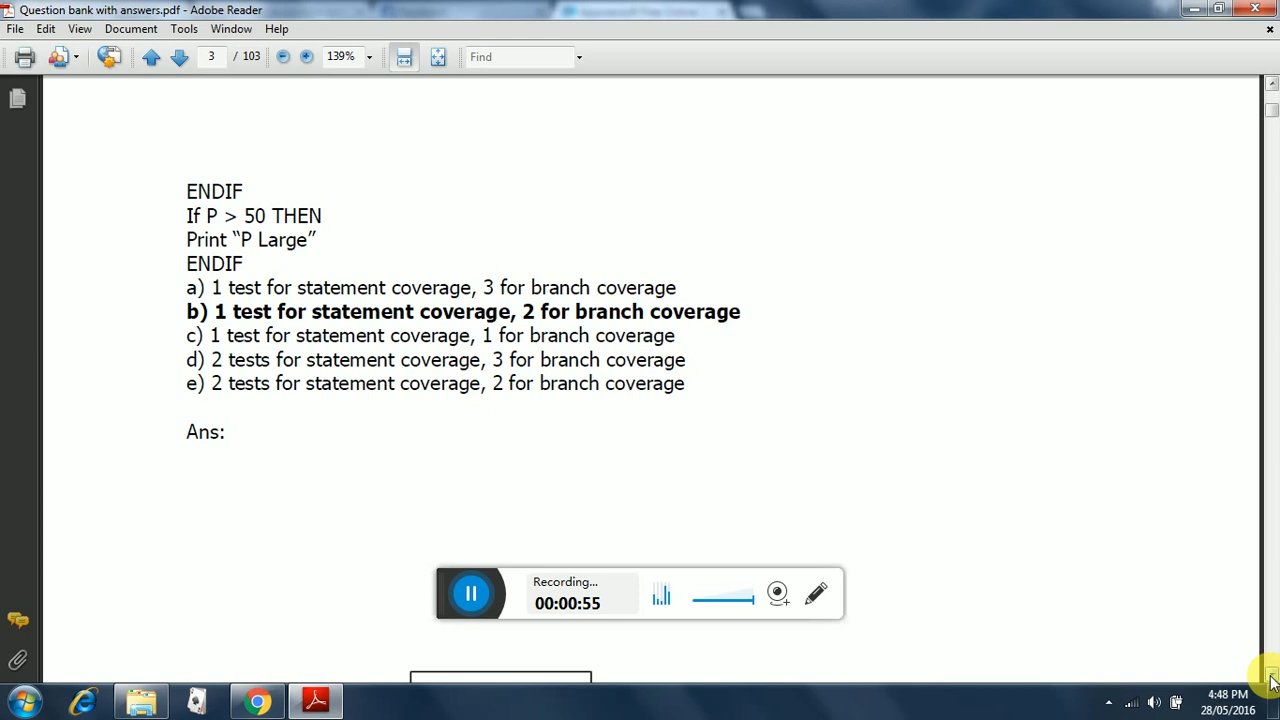 Question bank with answers.pdf - Adobe Reader
File Edit View Document Tools Window Help
3 / 103 139% Find
ENDIF
If P > 50 THEN
Print “P Large”
ENDIF
a) 1 test for statement coverage, 3 for branch coverage
b) 1 test for statement coverage, 2 for branch coverage
c) 1 test for statement coverage, 1 for branch coverage
d) 2 tests for statement coverage, 3 for branch coverage
e) 2 tests for statement coverage, 2 for branch coverage
Ans:
Recording...
00:00:55
4:48 PM
28/05/2016